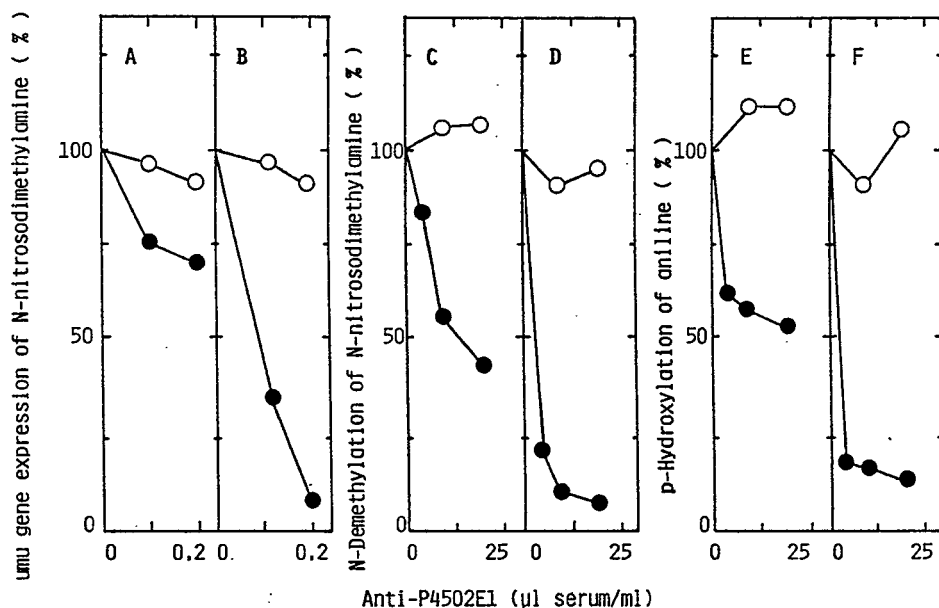 umu gene expression of N-nitrosodimethylamine ( % )
100
50
0
A
B
0
0.2
0.
0.2
N-Demethylation of N-nitrosodimethylamine ( % )
100
50
0
C
D
0
25
0
25
p-Hydroxylation of aniline ( % )
100
50
0
E
F
0
25
0
25
Anti-P4502E1 (μl serum/ml)